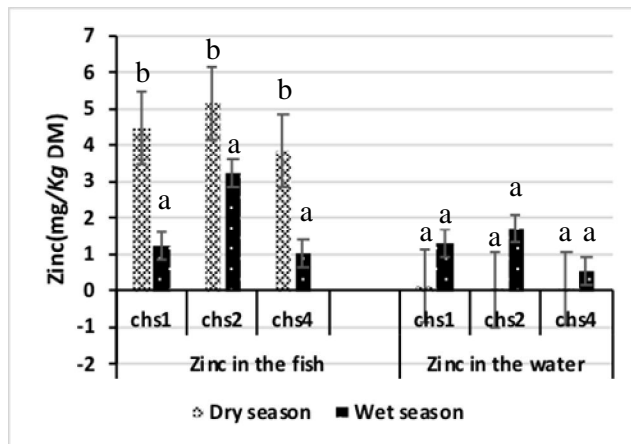 Zinc(mg/Kg DM)
7
6
5
4
3
2
1
0
-1
-2
b
a
b
a
b
a
a
a
a
a
a
a
chs1
chs2
chs4
chs1
chs2
chs4
Zinc in the fish
Zinc in the water
Dry season
Wet season